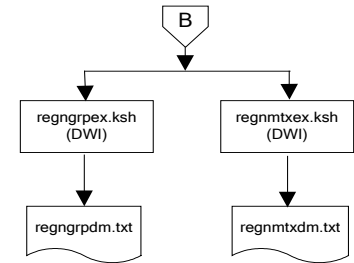 B
regngrpex.ksh
(DWI)
regnmtxex.ksh
(DWI)
regngrpdm.txt
regnmtxdm.txt